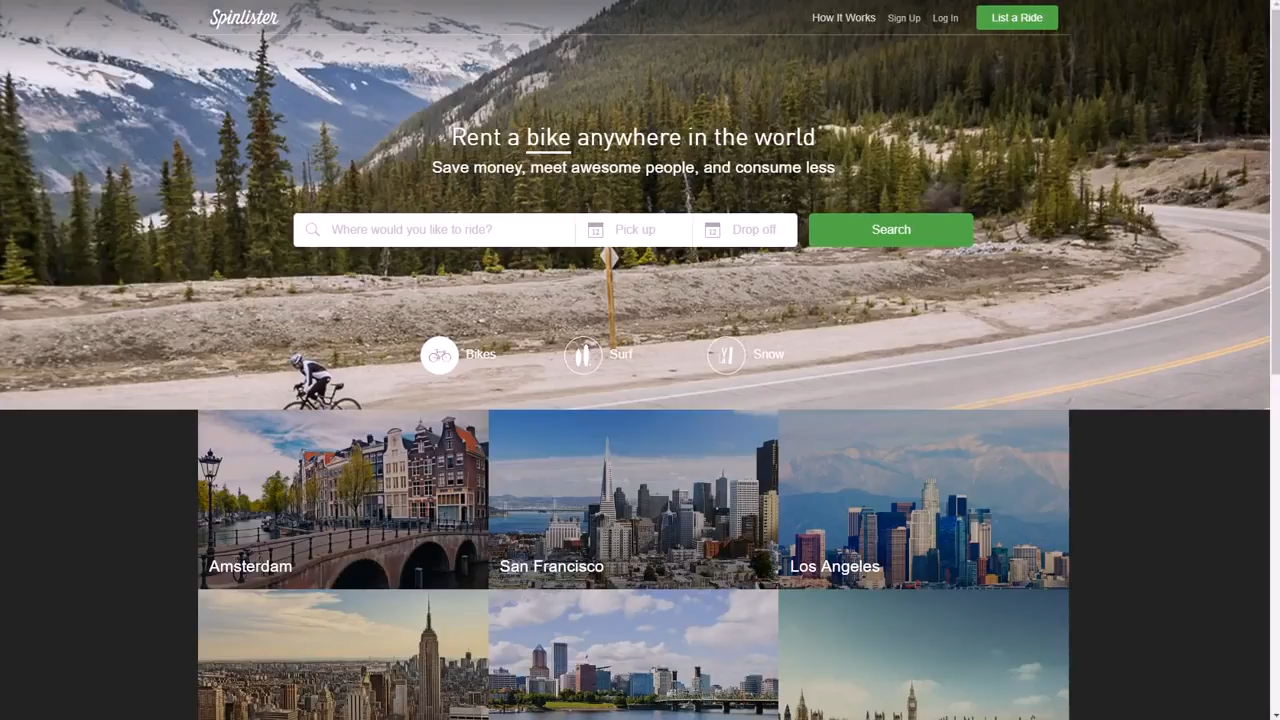 Spinlister
How It Works Sign Up Log In List a Ride
Rent a bike anywhere in the world
Save money, meet awesome people, and consume less
Where would you like to ride? 12 Pick up 12 Drop off Search
Bikes Surf Snow
Amsterdam San Francisco Los Angeles